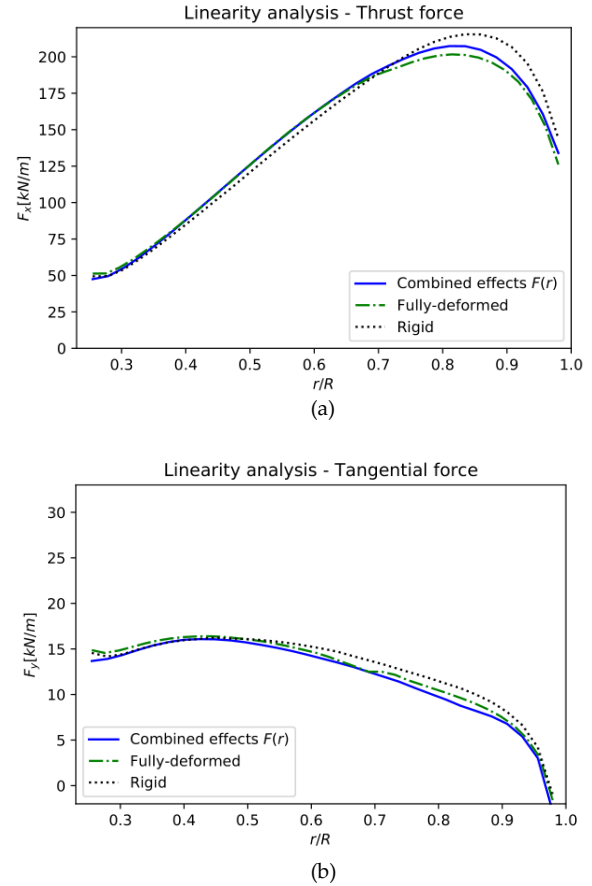 Linearity analysis - Thrust force
200
175
150
125
100
75
50
25
0
F_x[kN/m]
Combined effects F(r)
Fully-deformed
Rigid
0.3 0.4 0.5 0.6 0.7 0.8 0.9 1.0
r/R
(a)
Linearity analysis - Tangential force
30
25
20
15
10
5
0
F_y[kN/m]
Combined effects F(r)
Fully-deformed
Rigid
0.3 0.4 0.5 0.6 0.7 0.8 0.9 1.0
r/R
(b)